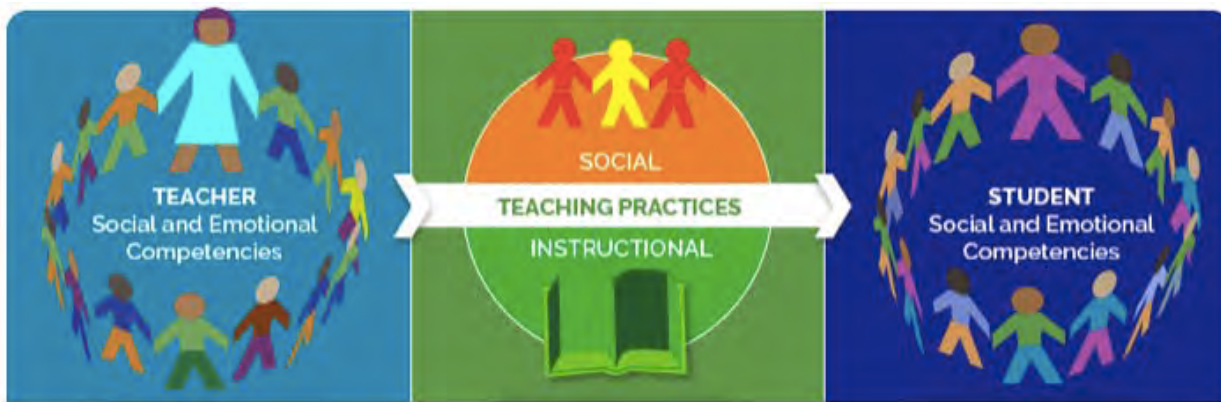 TEACHER
Social and Emotional
Competencies
SOCIAL
TEACHING PRACTICES
INSTRUCTIONAL
STUDENT
Social and Emotional
Competencies